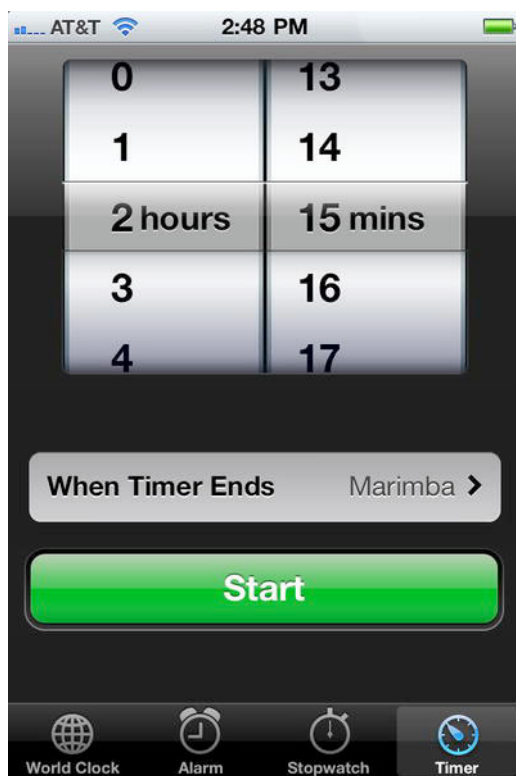 AT&T 2:48 PM
0 13
1 14
2 hours 15 mins
3 16
4 17
When Timer Ends Marimba
Start
World Clock Alarm Stopwatch Timer